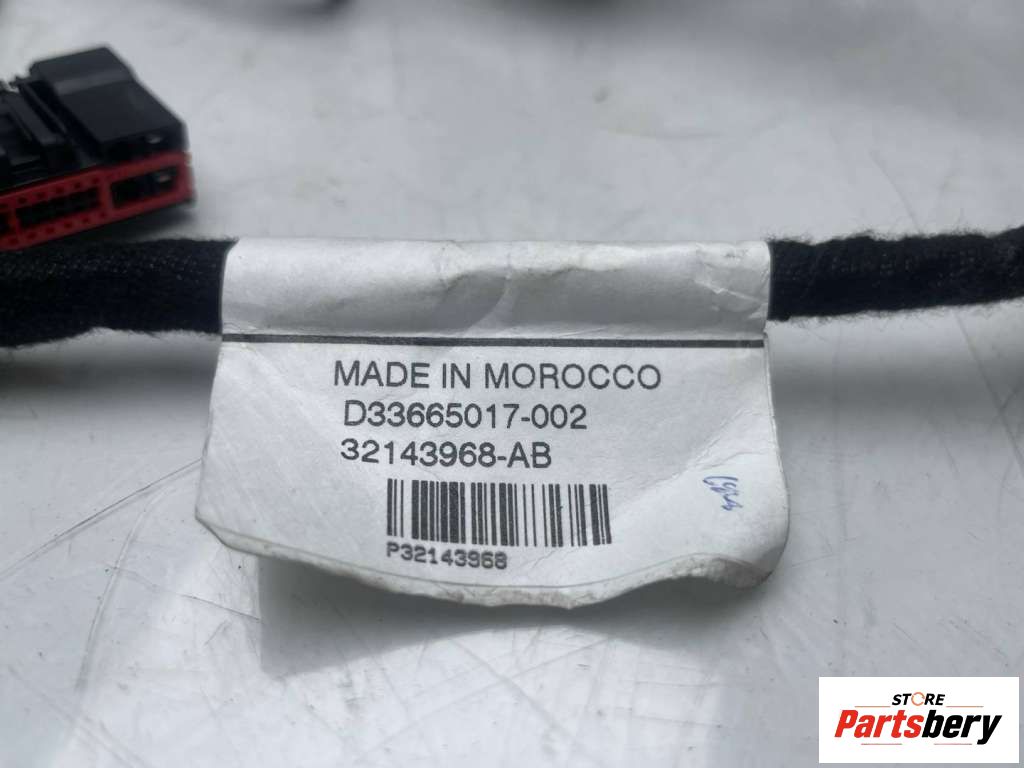 MADE IN MOROCCO
D33665017-002
32143968-AB
P32143968
STORE
Partsbery